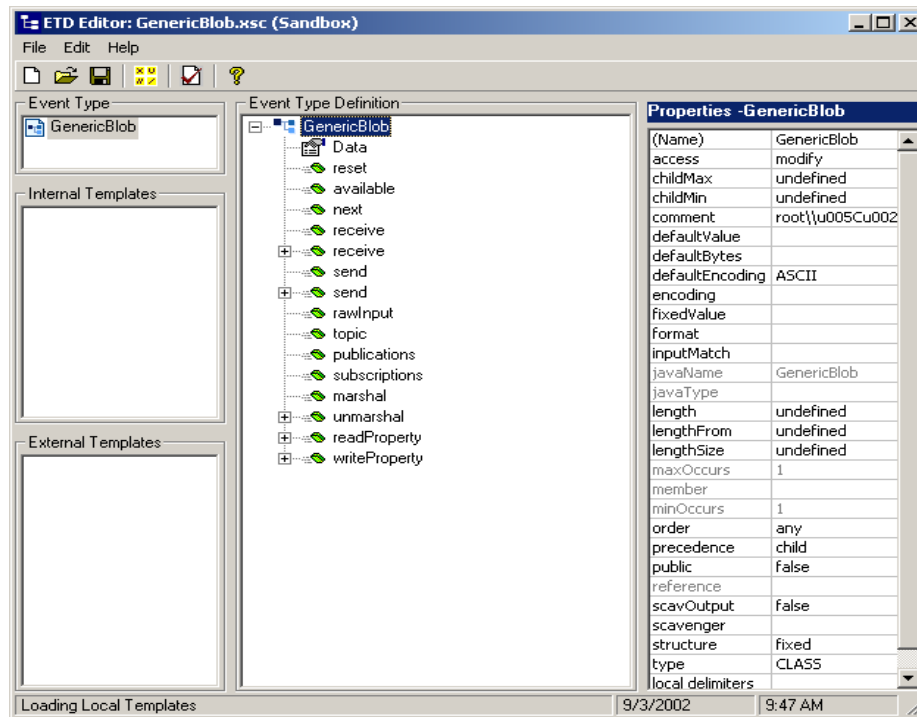 ETD Editor: GenericBlob.xsc (Sandbox)
File Edit Help
Event Type
GenericBlob
Internal Templates
External Templates
Event Type Definition
GenericBlob
Data
reset
available
next
receive
receive
send
send
rawInput
topic
publications
subscriptions
marshal
unmarshal
readProperty
writeProperty
Properties -GenericBlob
(Name) GenericBlob
access modify
childMax undefined
childMin undefined
comment root\\u005Cu002
defaultValue
defaultBytes
defaultEncoding ASCII
encoding
fixedValue
format
inputMatch
javaName GenericBlob
javaType
length undefined
lengthFrom undefined
lengthSize undefined
maxOccurs 1
member
minOccurs 1
order any
precedence child
public false
reference
scavOutput false
scavenger
structure fixed
type CLASS
local delimiters
Loading Local Templates 9/3/2002 9:47 AM